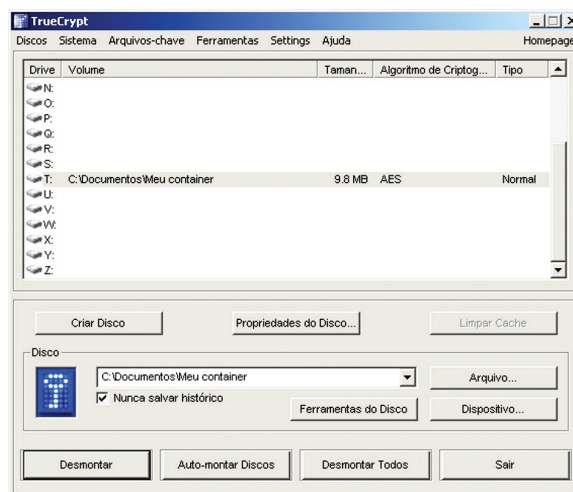 TrueCrypt
Discos Sistema Arquivos-chave Ferramentas Settings Ajuda Homepage
Drive Volume Taman... Algoritmo de Criptog... Tipo
N:
O:
P:
Q:
R:
S:
T: C:\Documentos\Meu container 9.8 MB AES Normal
U:
V:
W:
X:
Y:
Z:
Criar Disco Propriedades do Disco... Limpar Cache
Disco
C:\Documentos\Meu container Arquivo...
Nunca salvar histórico
Ferramentas do Disco Dispositivo...
Desmontar Auto-montar Discos Desmontar Todos Sair